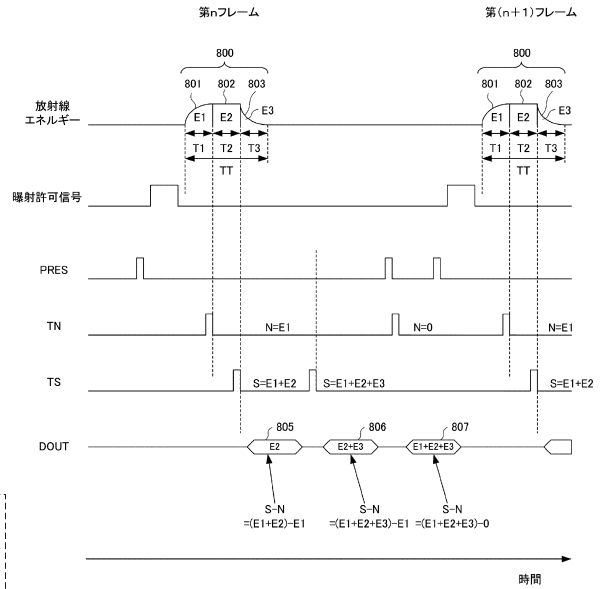 第nフレーム
第(n+1)フレーム
800
800
801 802 803
801 802 803
放射線
エネルギー
E1 E2 E3
E1 E2 E3
T1 T2 T3
T1 T2 T3
TT
TT
曝射許可信号
PRES
TN
N=E1
N=0
N=E1
TS
S=E1+E2
S=E1+E2+E3
S=E1+E2
805
806
807
DOUT
E2
E2+E3
E1+E2+E3
S-N
=(E1+E2)-E1
S-N
=(E1+E2+E3)-E1
S-N
=(E1+E2+E3)-0
時間